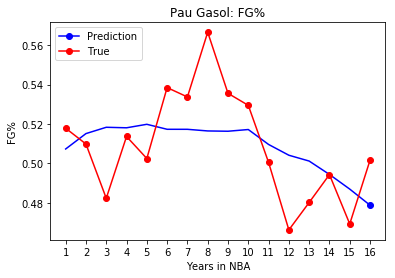 Pau Gasol: FG%
Prediction
True
FG%
0.56
0.54
0.52
0.50
0.48
1 2 3 4 5 6 7 8 9 10 11 12 13 14 15 16
Years in NBA